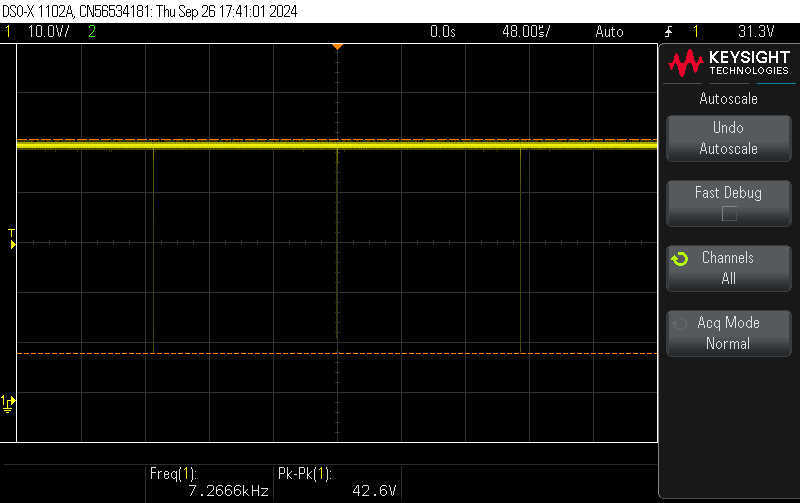 DSO-X 1102A, CN56534181: Thu Sep 26 17:41:01 2024
1 10.0V/ 2 0.0s 48.00us/ Auto 1 31.3V
KEYSIGHT
TECHNOLOGIES
Autoscale
Undo
Autoscale
Fast Debug
Channels
All
Acq Mode
Normal
T
1
Freq(1):
7.2666kHz
Pk-Pk(1):
42.6V